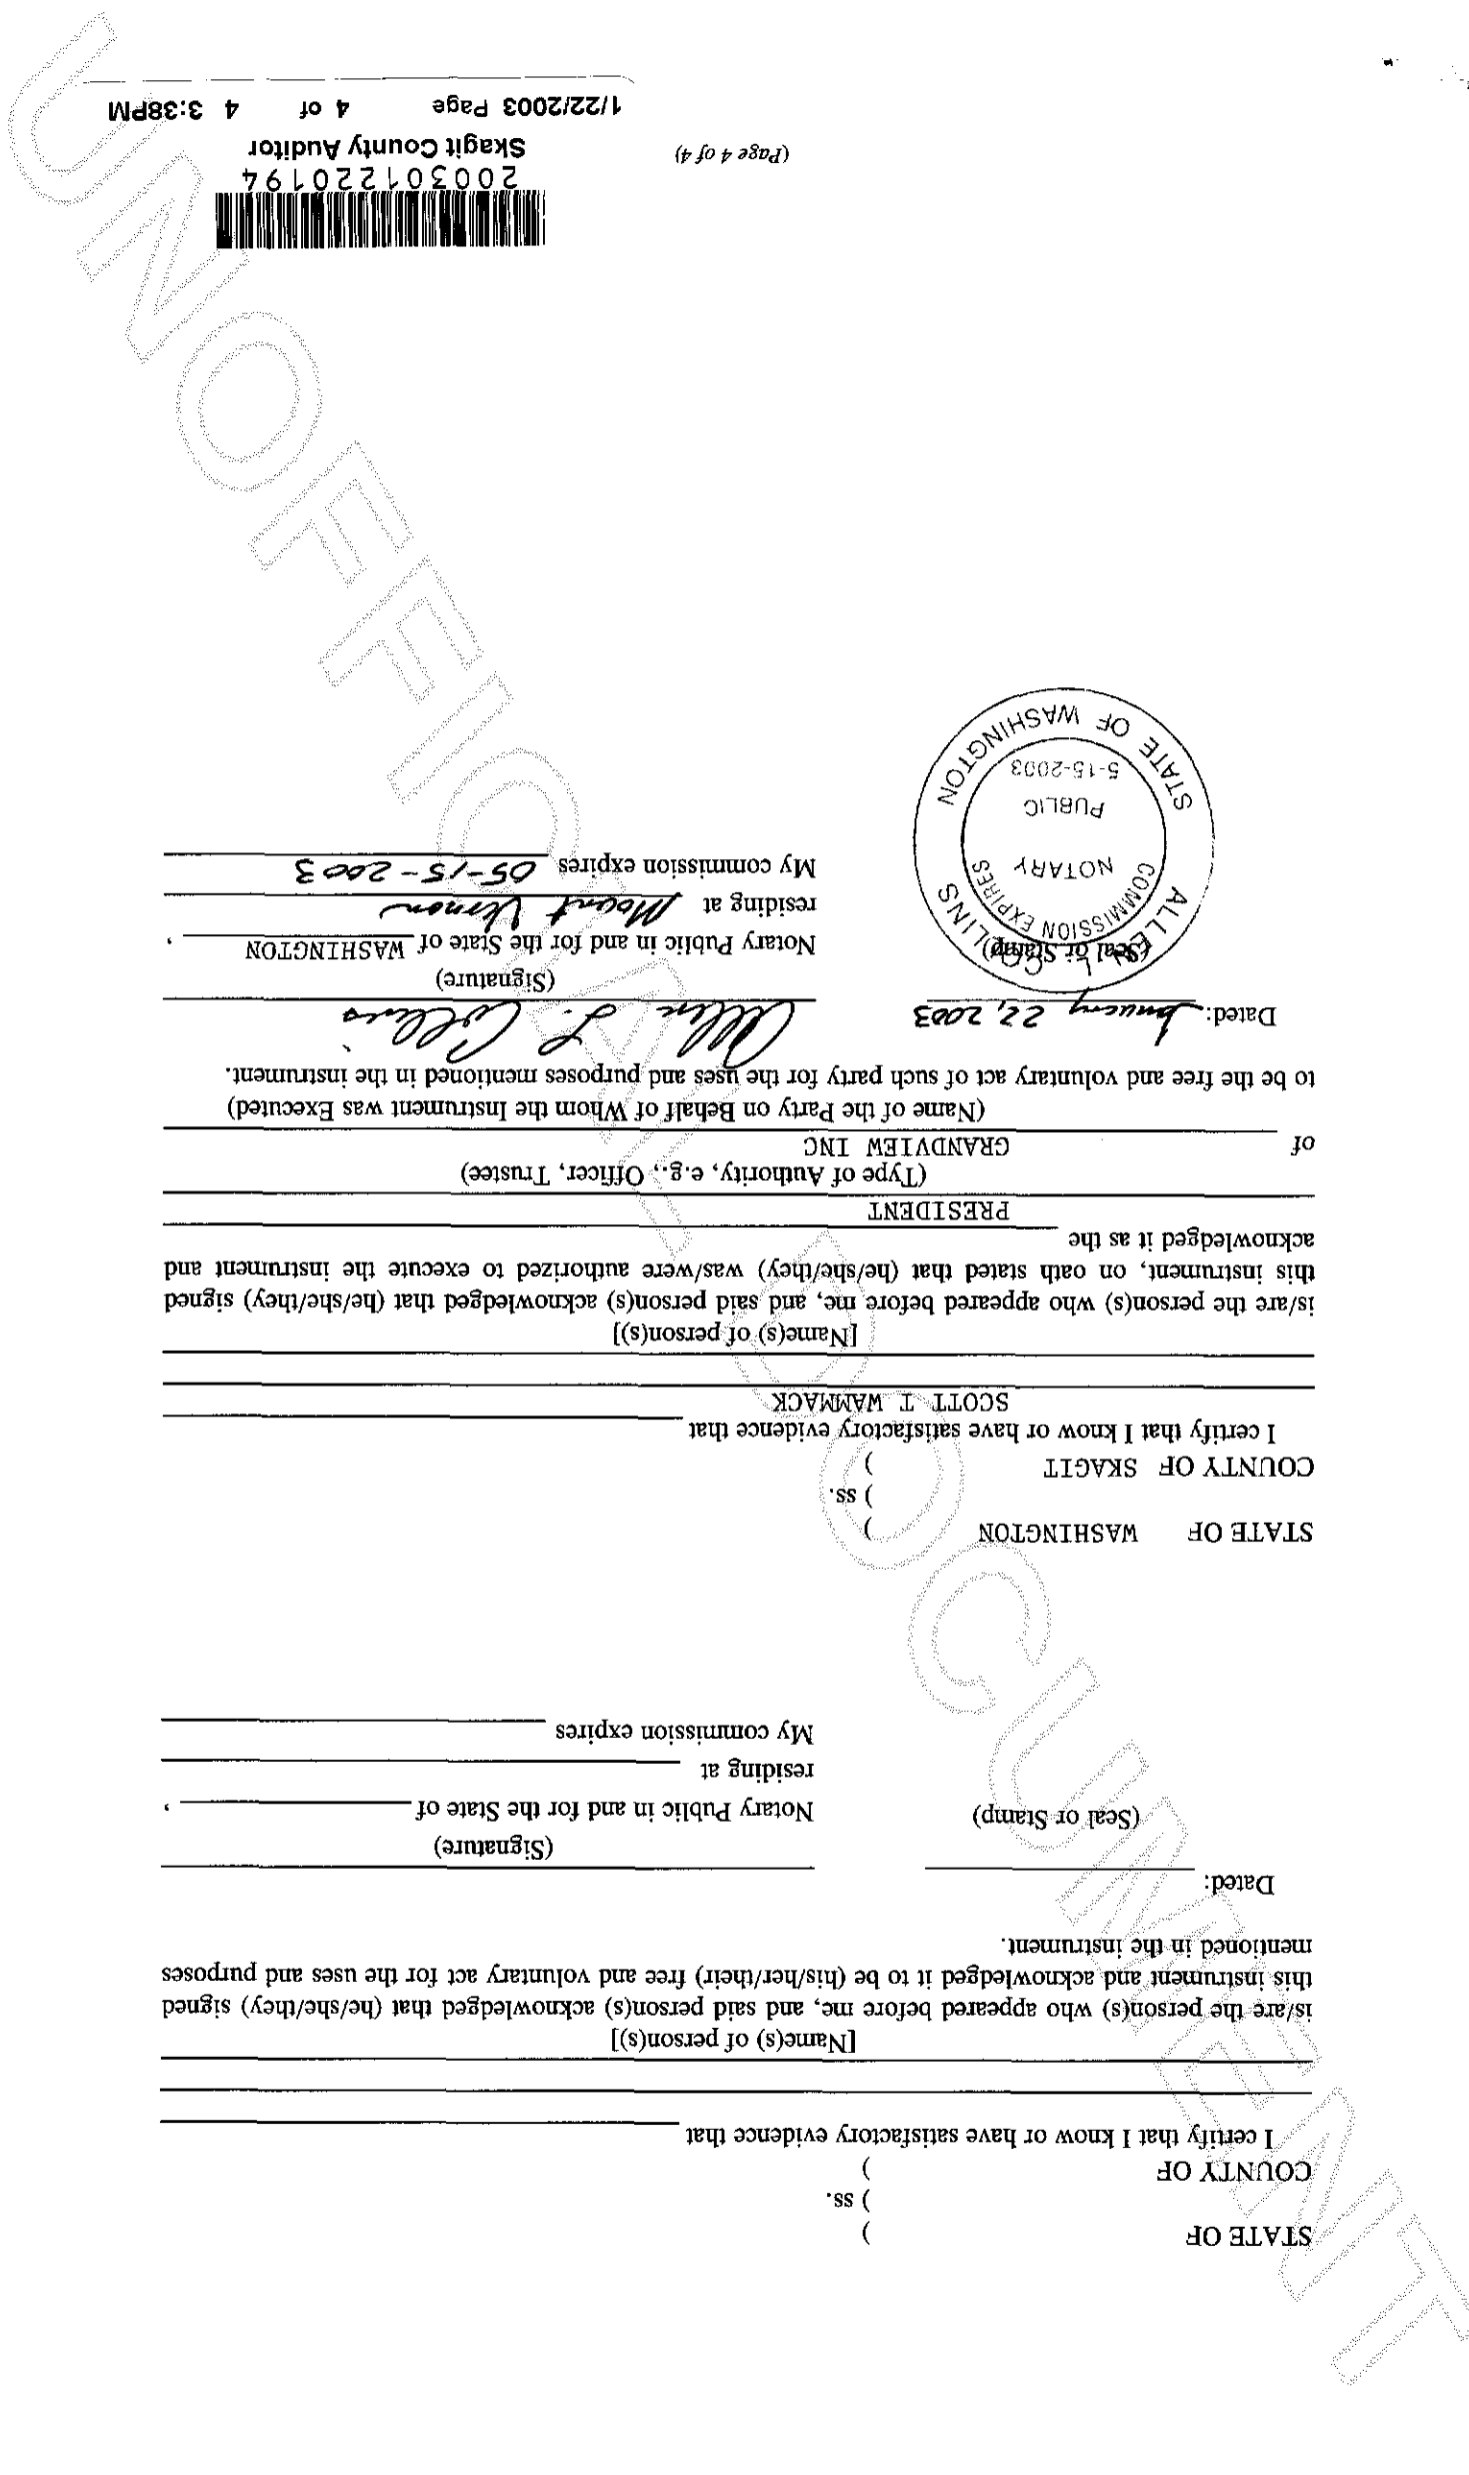 STATE OF )
) ss.
COUNTY OF )
I certify that I know or have satisfactory evidence that
[Name(s) of person(s)]
is/are the person(s) who appeared before me, and said person(s) acknowledged that (he/she/they) signed
this instrument and acknowledged it to be (his/her/their) free and voluntary act for the uses and purposes
mentioned in the instrument.
Dated:
(Signature)
(Seal or Stamp)
Notary Public in and for the State of ,
residing at
My commission expires
STATE OF WASHINGTON )
) ss.
COUNTY OF SKAGIT )
I certify that I know or have satisfactory evidence that
SCOTT T WAMMACK
[Name(s) of person(s)]
is/are the person(s) who appeared before me, and said person(s) acknowledged that (he/she/they) signed
this instrument, on oath stated that (he/she/they) was/were authorized to execute the instrument and
acknowledged it as the
PRESIDENT
(Type of Authority, e.g., Officer, Trustee)
of GRANDVIEW INC
(Name of the Party on Behalf of Whom the Instrument was Executed)
to be the free and voluntary act of such party for the uses and purposes mentioned in the instrument.
Dated: January 22, 2003
Allen L. Collins
(Signature)
(Seal or Stamp)
Notary Public in and for the State of WASHINGTON ,
residing at Mount Vernon
My commission expires 05-15-2003
ALLEN L. COLLINS
COMMISSION EXPIRES
NOTARY
PUBLIC
5-15-2003
STATE OF WASHINGTON
(Page 4 of 4)
200301220194
Skagit County Auditor
1/22/2003 Page 4 of 4 3:38PM
UNOFFICIAL DOCUMENT